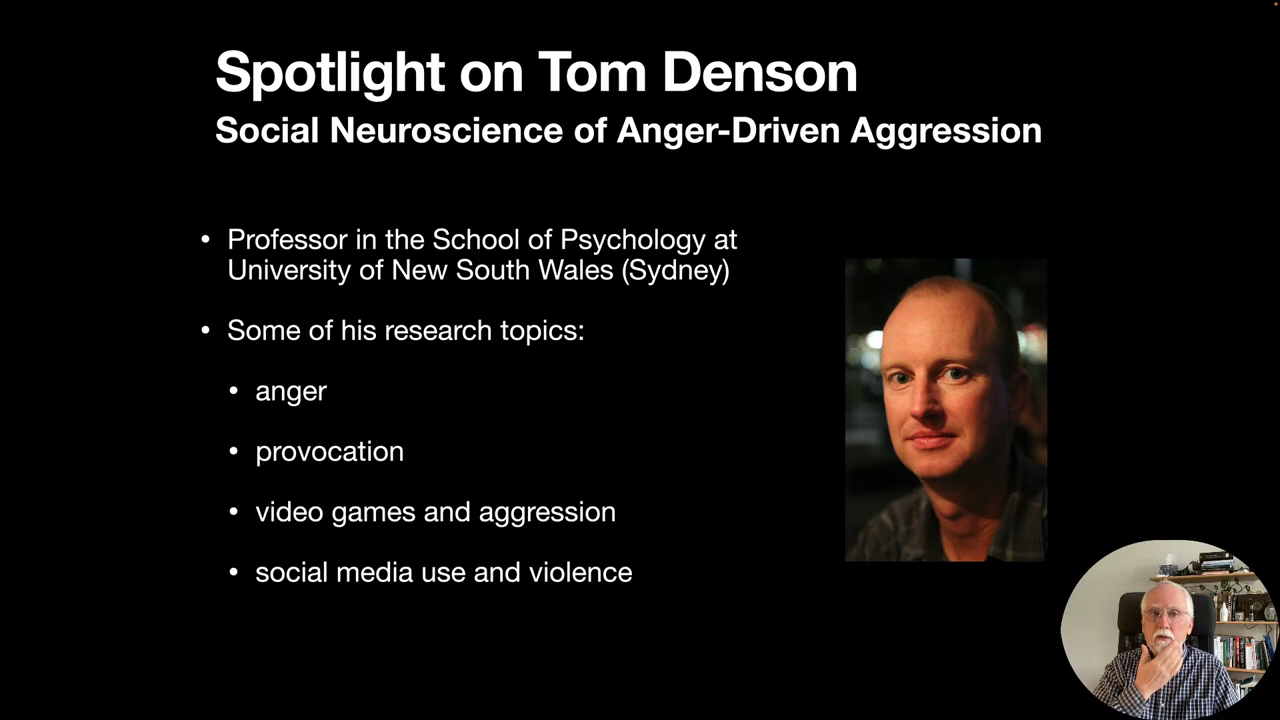 Spotlight on Tom Denson
Social Neuroscience of Anger-Driven Aggression
• Professor in the School of Psychology at
University of New South Wales (Sydney)
• Some of his research topics:
• anger
• provocation
• video games and aggression
• social media use and violence